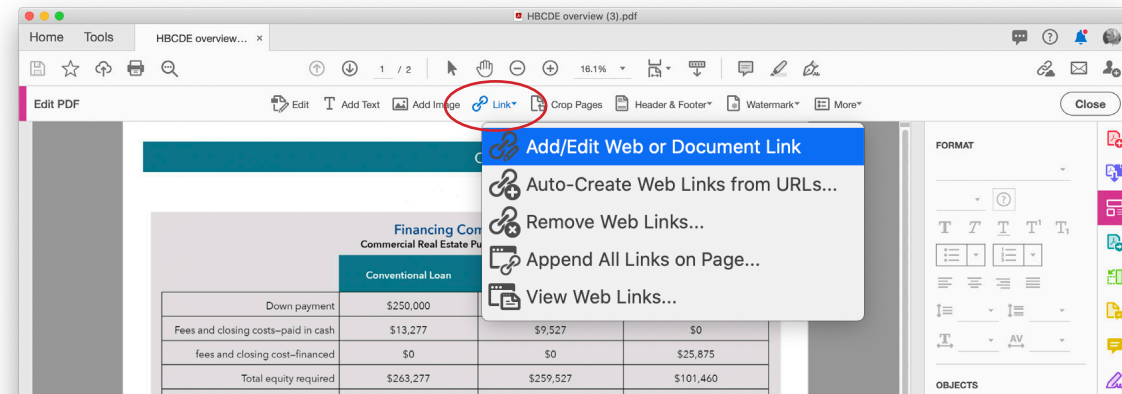 HBCDE overview (3).pdf
Home Tools HBCDE overview... ×
1 / 2 16.1%
Edit PDF Edit Add Text Add Image Link Crop Pages Header & Footer Watermark More Close
Add/Edit Web or Document Link
Auto-Create Web Links from URLs...
Remove Web Links...
Append All Links on Page...
View Web Links...
FORMAT
OBJECTS
Financing
Commercial Real Estate
Conventional Loan
Down payment $250,000
Fees and closing costs–paid in cash $13,277 $9,527 $0
fees and closing cost–financed $0 $0 $25,875
Total equity required $263,277 $259,527 $101,460